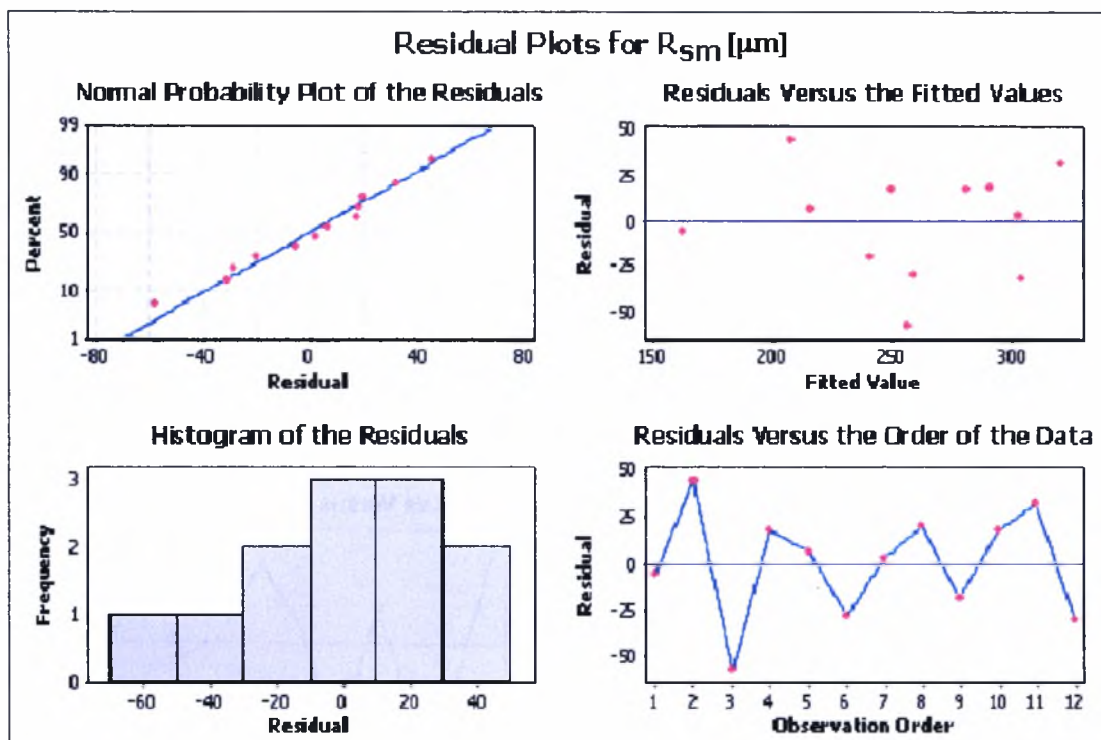 Residual Plots for Rsm [µm]
Normal Probability Plot of the Residuals
99
90
50
10
1
Percent
-80 -40 0 40 80
Residual
Residuals Versus the Fitted Values
50
25
0
-25
-50
Residual
150 200 250 300
Fitted Value
Histogram of the Residuals
3
2
1
0
Frequency
-60 -40 -20 0 20 40
Residual
Residuals Versus the Order of the Data
50
25
0
-25
-50
Residual
1 2 3 4 5 6 7 8 9 10 11 12
Observation Order